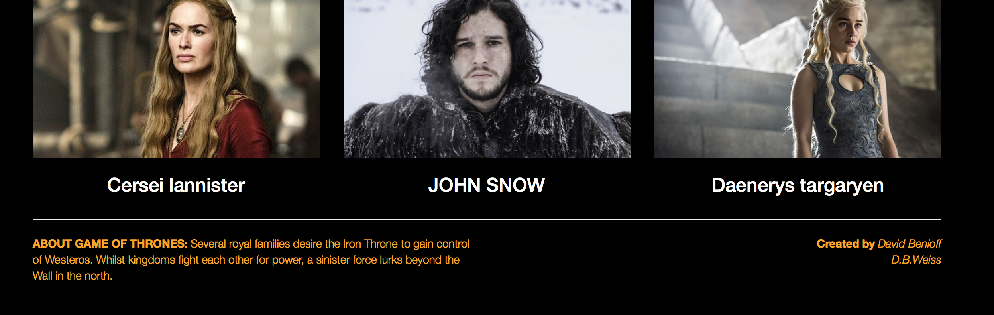 Cersei lannister
JOHN SNOW
Daenerys targaryen
ABOUT GAME OF THRONES: Several royal families desire the Iron Throne to gain control
of Westeros. Whilst kingdoms fight each other for power, a sinister force lurks beyond the
Wall in the north.
Created by David Benioff
D.B.Weiss